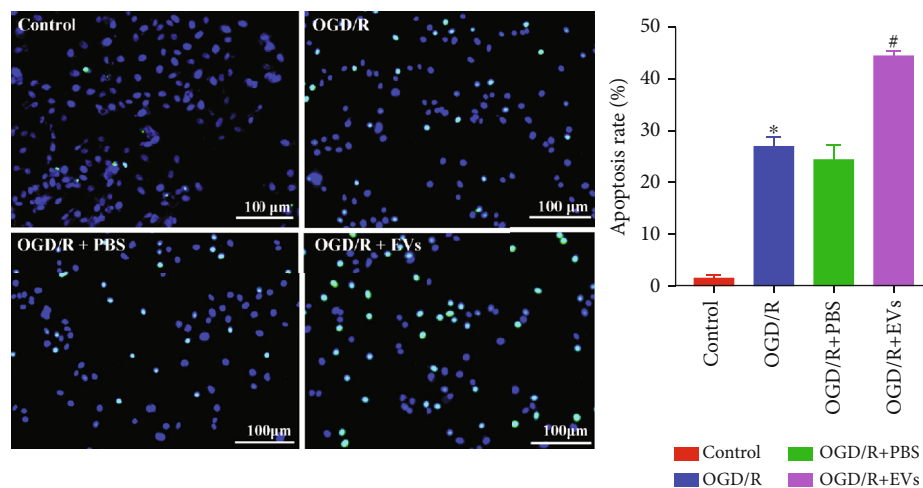 Control
OGD/R
100 μm
100 μm
OGD/R + PBS
OGD/R + EVs
100μm
100μm
Apoptosis rate (%)
50
40
30
20
10
0
*
#
Control
OGD/R
OGD/R+PBS
OGD/R+EVs
Control
OGD/R+PBS
OGD/R
OGD/R+EVs